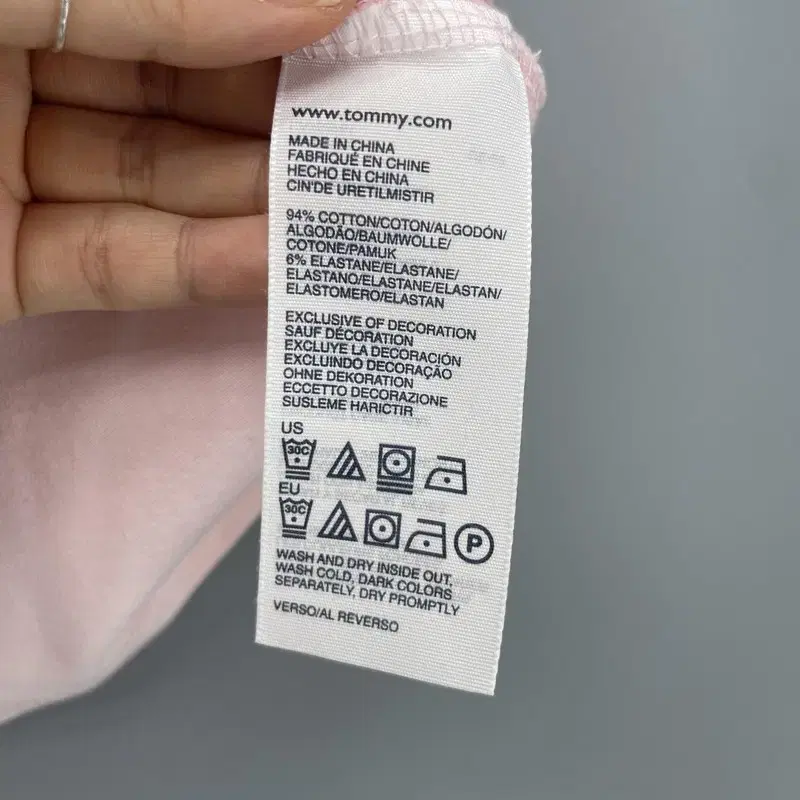 www.tommy.com
MADE IN CHINA
FABRIQUÉ EN CHINE
HECHO EN CHINA
CIN'DE URETILMISTIR
94% COTTON/COTON/ALGODÓN/
ALGODÃO/BAUMWOLLE/
COTONE/PAMUK
6% ELASTANE/ELASTANE/
ELASTANO/ELASTANE/ELASTAN/
ELASTOMERO/ELASTAN
EXCLUSIVE OF DECORATION
SAUF DÉCORATION
EXCLUYE LA DECORACIÓN
EXCLUINDO DECORAÇÃO
OHNE DEKORATION
ECCETTO DECORAZIONE
SUSLEME HARICTIR
US
30C
EU
30C P
WASH AND DRY INSIDE OUT,
WASH COLD, DARK COLORS
SEPARATELY, DRY PROMPTLY
VERSO/AL REVERSO